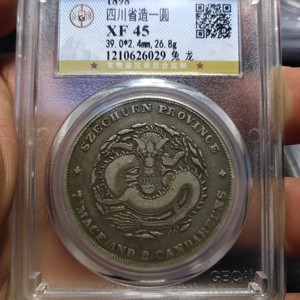 1898
四川省造一圆
XF 45
39.0*2.4mm,26.8g
1210626029 兔 龙
SZECHUEN PROVINCE
7 MACE AND 2 CANDAREENS
GBCA